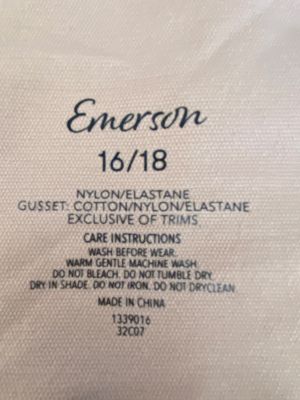 Emerson
16/18
NYLON/ELASTANE
GUSSET: COTTON/NYLON/ELASTANE
EXCLUSIVE OF TRIMS
CARE INSTRUCTIONS
WASH BEFORE WEAR.
WARM GENTLE MACHINE WASH.
DO NOT BLEACH. DO NOT TUMBLE DRY.
DRY IN SHADE. DO NOT IRON. DO NOT DRYCLEAN.
MADE IN CHINA
1339016
32C07